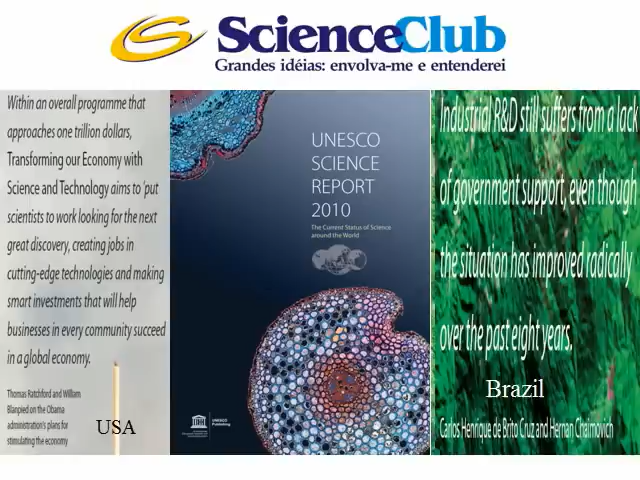 ScienceClub
Grandes idéias: envolva-me e entenderei
Within an overall programme that
approaches one trillion dollars,
Transforming our Economy with
Science and Technology aims to 'put
scientists to work looking for the next
great discovery, creating jobs in
cutting-edge technologies and making
smart investments that will help
businesses in every community succeed
in a global economy.
Thomas Ratchford and William
Blanpied on the Obama
administration's plans for
stimulating the economy
USA
UNESCO
SCIENCE
REPORT
2010
The Current Status of Science
around the World
UNESCO
Publishing
Industrial R&D still suffers from a lack
of government support, even though
the situation has improved radically
over the past eight years.
Brazil
Carlos Henrique de Brito Cruz and Hernan Chaimovich